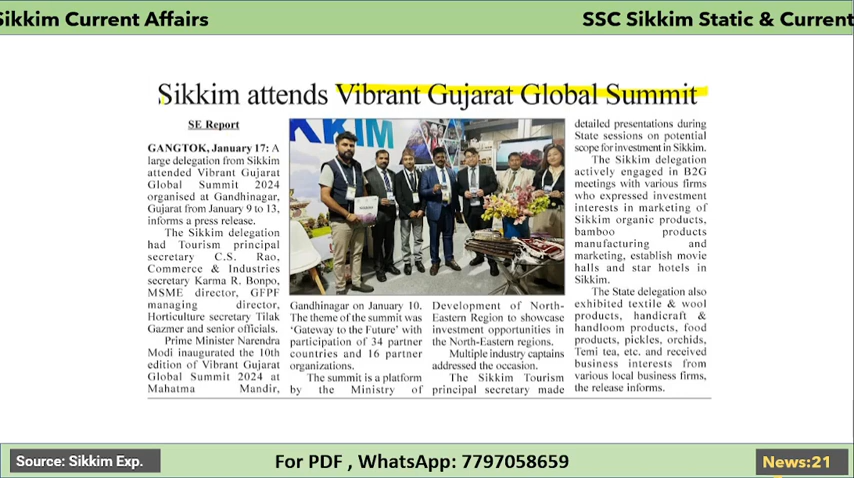 Sikkim Current Affairs
SSC Sikkim Static & Current
Sikkim attends Vibrant Gujarat Global Summit
SE Report
GANGTOK, January 17: A
large delegation from Sikkim
attended Vibrant Gujarat
Global Summit 2024
organised at Gandhinagar,
Gujarat from January 9 to 13,
informs a press release.
The Sikkim delegation
had Tourism principal
secretary C.S. Rao,
Commerce & Industries
secretary Karma R. Bonpo,
MSME director, GFPF
managing director,
Horticulture secretary Tilak
Gazmer and senior officials.
Prime Minister Narendra
Modi inaugurated the 10th
edition of Vibrant Gujarat
Global Summit 2024 at
Mahatma Mandir,
KKIM
Gandhinagar on January 10.
The theme of the summit was
‘Gateway to the Future’ with
participation of 34 partner
countries and 16 partner
organizations.
The summit is a platform
by the Ministry of
Development of North-
Eastern Region to showcase
investment opportunities in
the North-Eastern regions.
Multiple industry captains
addressed the occasion.
The Sikkim Tourism
principal secretary made
detailed presentations during
State sessions on potential
scope for investment in Sikkim.
The Sikkim delegation
actively engaged in B2G
meetings with various firms
who expressed investment
interests in marketing of
Sikkim organic products,
bamboo products
manufacturing and
marketing, establish movie
halls and star hotels in
Sikkim.
The State delegation also
exhibited textile & wool
products, handicraft &
handloom products, food
products, pickles, orchids,
Temi tea, etc. and received
business interests from
various local business firms,
the release informs.
Source: Sikkim Exp.
For PDF , WhatsApp: 7797058659
News:21